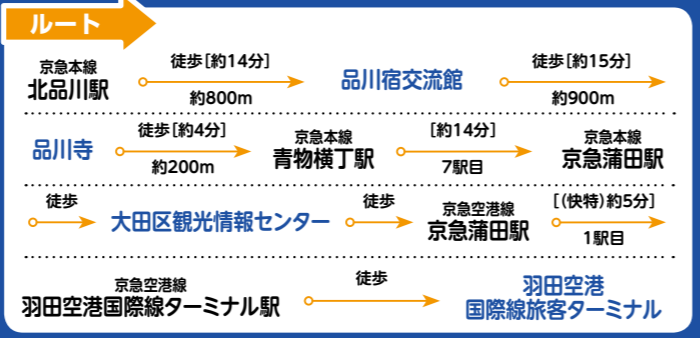 ルート
京急本線
北品川駅
徒歩[約14分]
約800m
品川宿交流館
徒歩[約15分]
約900m
品川寺
徒歩[約4分]
約200m
京急本線
青物横丁駅
[約14分]
7駅目
京急本線
京急蒲田駅
徒歩
大田区観光情報センター
徒歩
京急空港線
京急蒲田駅
[(快特)約5分]
1駅目
京急空港線
羽田空港国際線ターミナル駅
徒歩
羽田空港
国際線旅客ターミナル